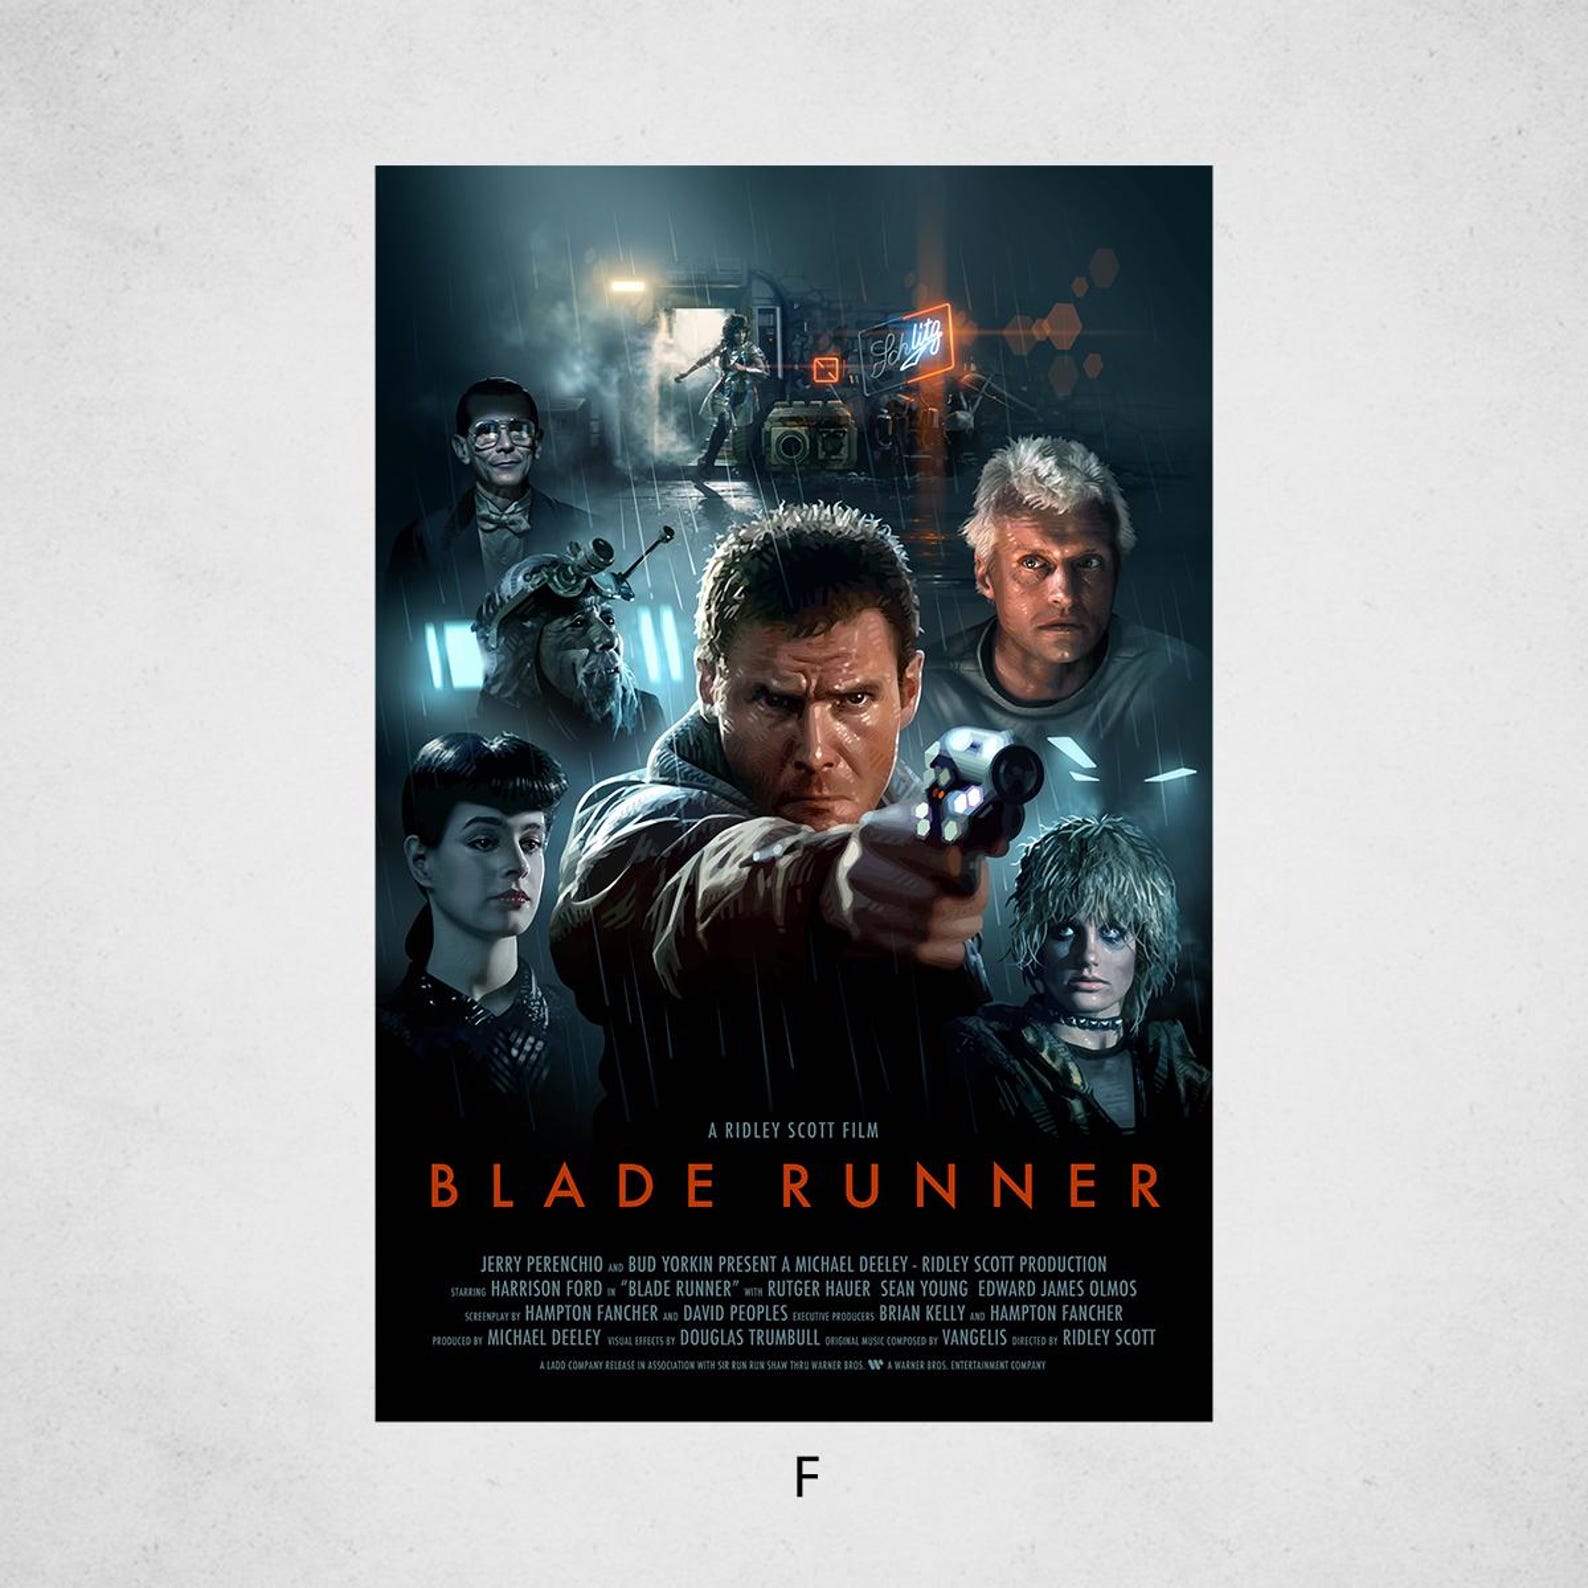 Schlitz
A RIDLEY SCOTT FILM
BLADE RUNNER
JERRY PERENCHIO AND BUD YORKIN PRESENT A MICHAEL DEELEY - RIDLEY SCOTT PRODUCTION
STARRING HARRISON FORD IN "BLADE RUNNER" WITH RUTGER HAUER SEAN YOUNG EDWARD JAMES OLMOS
SCREENPLAY BY HAMPTON FANCHER AND DAVID PEOPLES EXECUTIVE PRODUCERS BRIAN KELLY AND HAMPTON FANCHER
PRODUCED BY MICHAEL DEELEY VISUAL EFFECTS BY DOUGLAS TRUMBULL ORIGINAL MUSIC COMPOSED BY VANGELIS DIRECTED BY RIDLEY SCOTT
A LADD COMPANY RELEASE IN ASSOCIATION WITH SIR RUN RUN SHAW THRU WARNER BROS. A WARNER BROS. ENTERTAINMENT COMPANY
F